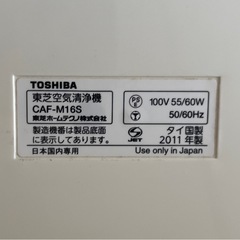 TOSHIBA
東芝空気清浄機
CAF-M16S
東芝ホームテクノ株式会社
製造機番は製品底面
に表示してあります。
日本国内専用
PS
E
100V 55/60W
50/60Hz
JET
タイ国製
2011年製
Use only in Japan